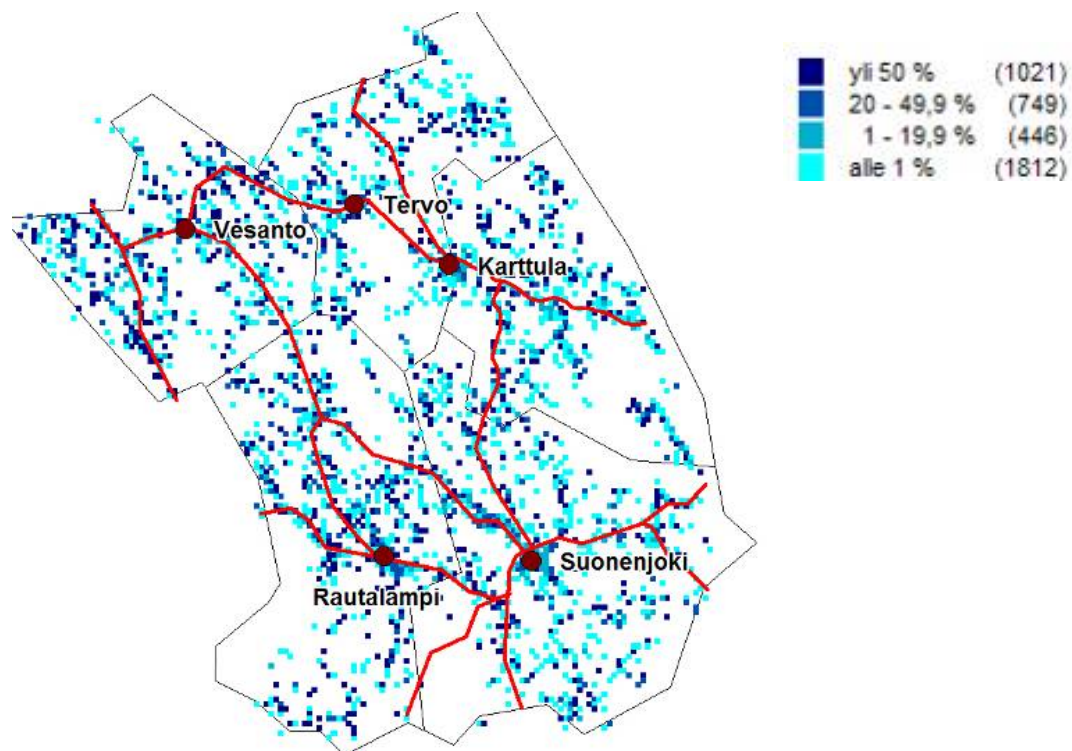 yli 50 % (1021)
20 - 49,9 % (749)
1 - 19,9 % (446)
alle 1 % (1812)
Tervo
Vesanto
Karttula
Suonenjoki
Rautalampi